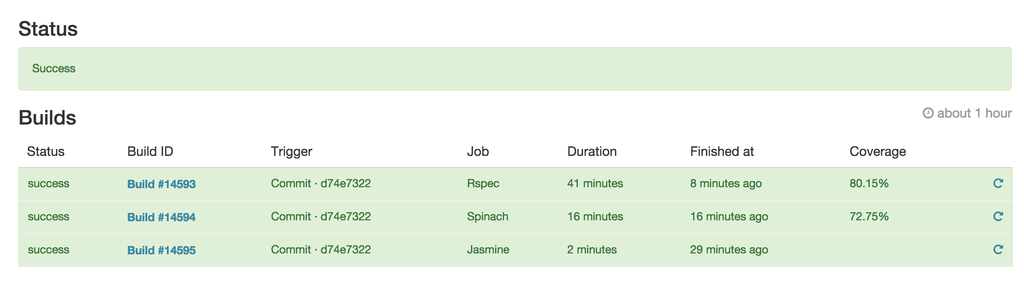 Status
Success
Builds
about 1 hour
Status Build ID Trigger Job Duration Finished at Coverage
success Build #14593 Commit · d74e7322 Rspec 41 minutes 8 minutes ago 80.15%
success Build #14594 Commit · d74e7322 Spinach 16 minutes 16 minutes ago 72.75%
success Build #14595 Commit · d74e7322 Jasmine 2 minutes 29 minutes ago